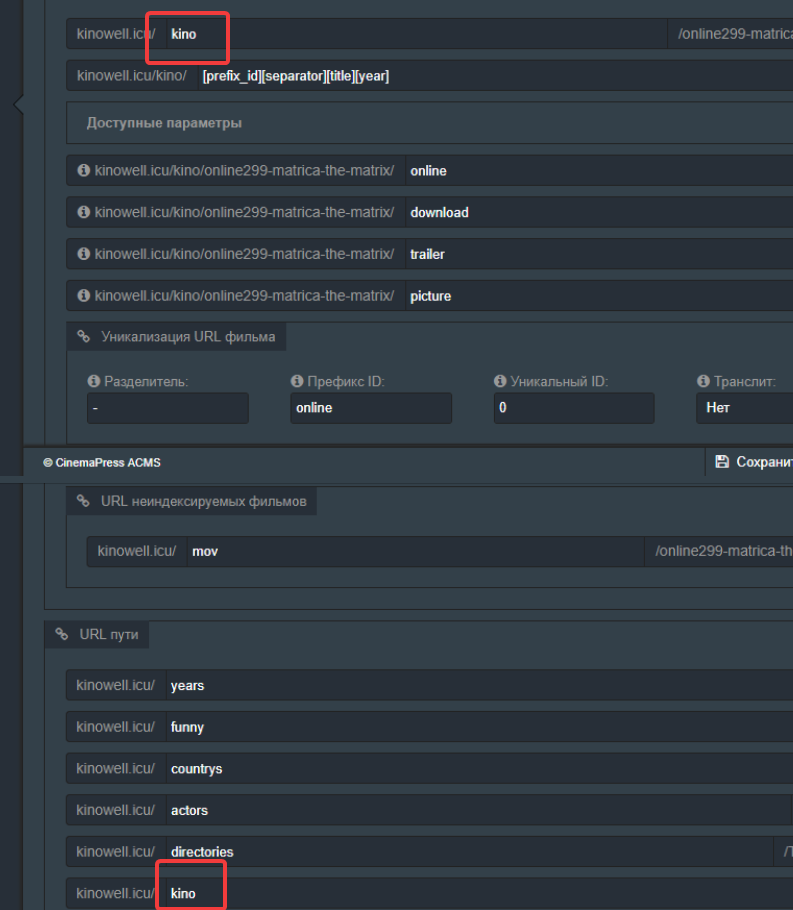 kinowell.icu/ kino /online299-matrica
kinowell.icu/kino/ [prefix_id][separator][title][year]
Доступные параметры
kinowell.icu/kino/online299-matrica-the-matrix/ online
kinowell.icu/kino/online299-matrica-the-matrix/ download
kinowell.icu/kino/online299-matrica-the-matrix/ trailer
kinowell.icu/kino/online299-matrica-the-matrix/ picture
Уникализация URL фильма
Разделитель: Префикс ID: Уникальный ID: Транслит:
- online 0 Нет
© CinemaPress ACMS Сохранит
URL неиндексируемых фильмов
kinowell.icu/ mov /online299-matrica-th
URL пути
kinowell.icu/ years
kinowell.icu/ funny
kinowell.icu/ countrys
kinowell.icu/ actors
kinowell.icu/ directories
kinowell.icu/ kino